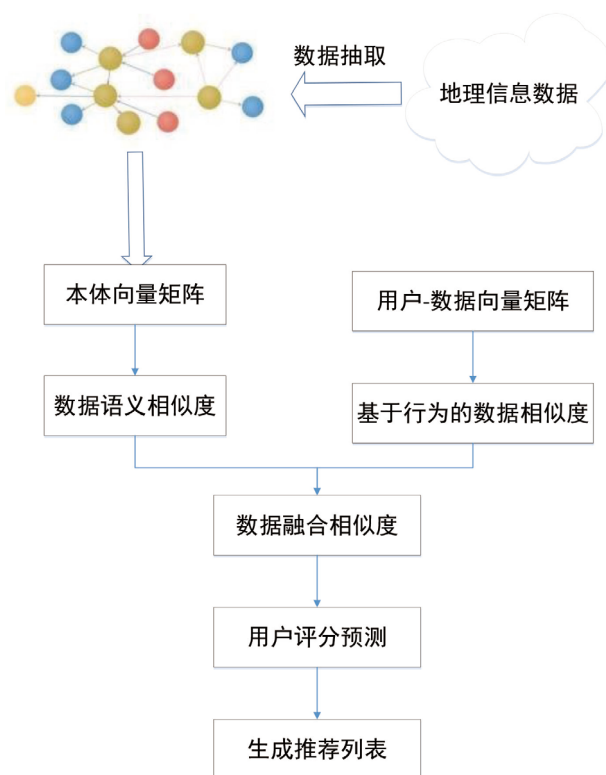 数据抽取
地理信息数据
本体向量矩阵
用户-数据向量矩阵
数据语义相似度
基于行为的数据相似度
数据融合相似度
用户评分预测
生成推荐列表